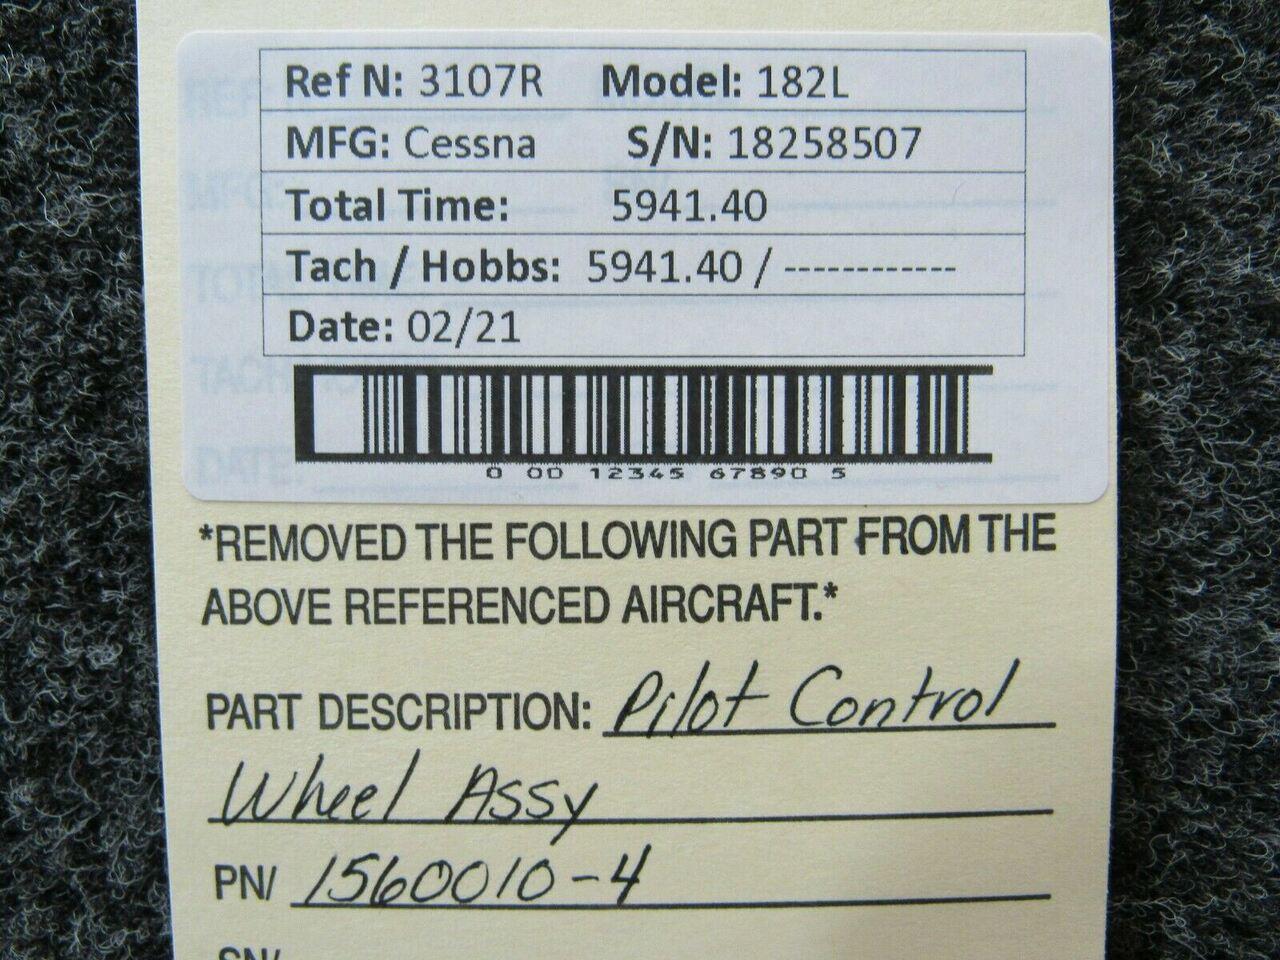 Ref N: 3107R Model: 182L
MFG: Cessna S/N: 18258507
Total Time: 5941.40
Tach / Hobbs: 5941.40 / ------------
Date: 02/21
0 00 12345 67890 5
*REMOVED THE FOLLOWING PART FROM THE
ABOVE REFERENCED AIRCRAFT.*
PART DESCRIPTION: Pilot Control
Wheel Assy
PN/ 1560010-4
SN/